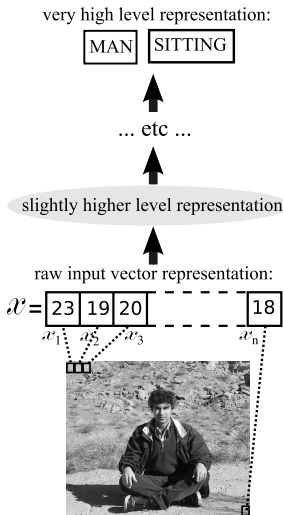 very high level representation:
MAN SITTING
... etc ...
slightly higher level representation
raw input vector representation:
x = 23 19 20 18
x1 x2 x3 xn